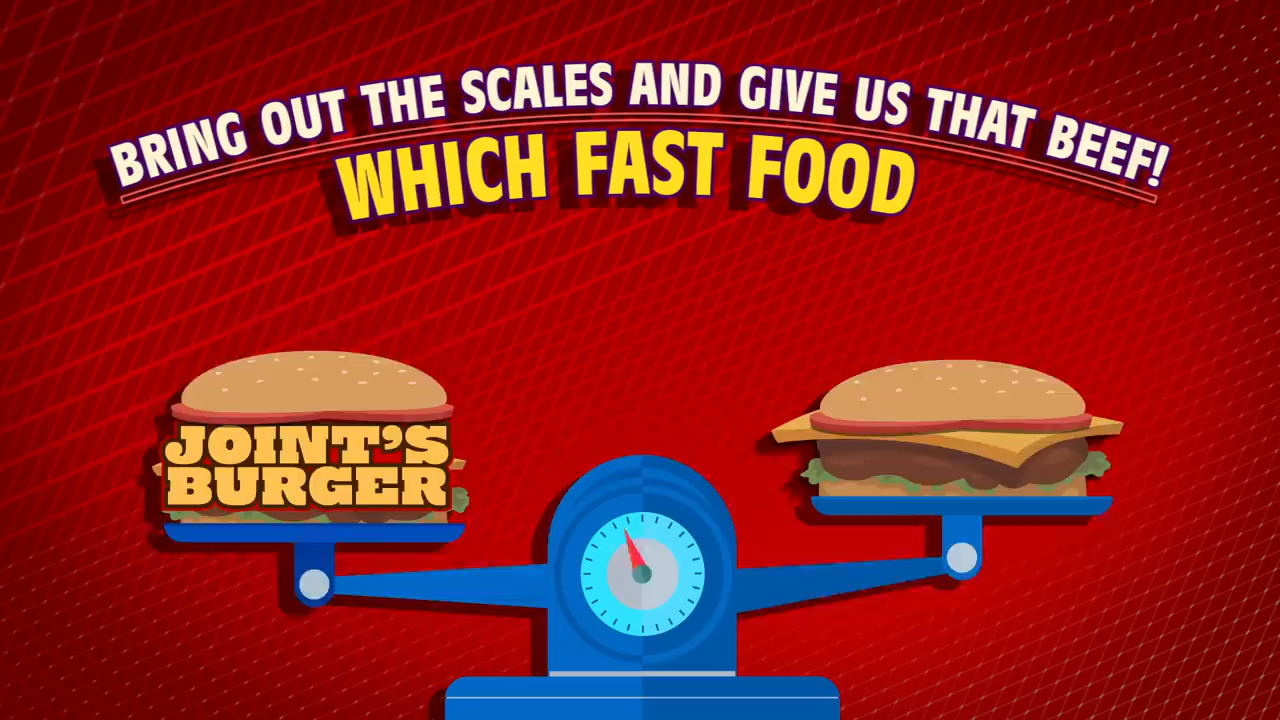 BRING OUT THE SCALES AND GIVE US THAT BEEF!
WHICH FAST FOOD
JOINT'S
BURGER